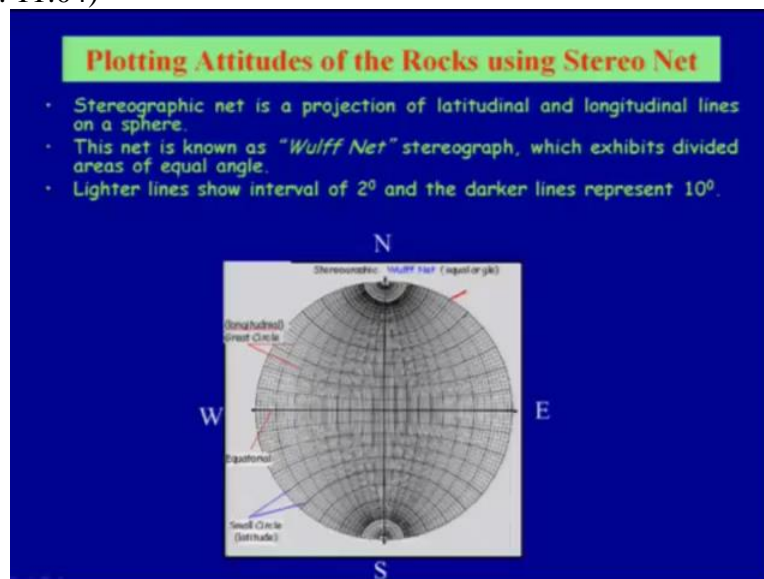 : 11:04)
Plotting Attitudes of the Rocks using Stereo Net
· Stereographic net is a projection of latitudinal and longitudinal lines
on a sphere.
· This net is known as "Wulff Net" stereograph, which exhibits divided
areas of equal angle.
· Lighter lines show interval of 2⁰ and the darker lines represent 10⁰.
N
Stereographic Wulff Net (equal angle)
(longitudinal)
Great Circle
W
E
Equatorial
Small Circle
(latitude)
S